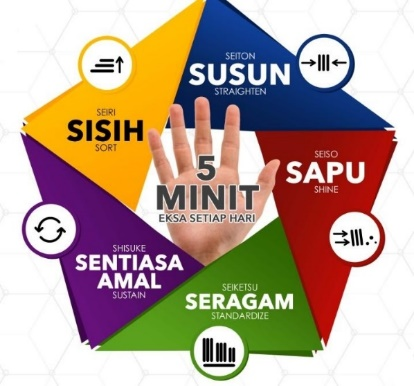 SEITON
SUSUN
STRAIGHTEN
SEIRI
SISIH
SORT
SEISO
SAPU
SHINE
5
MINIT
EKSA SETIAP HARI
SHISUKE
SENTIASA
AMAL
SUSTAIN
SEIKETSU
SERAGAM
STANDARDIZE